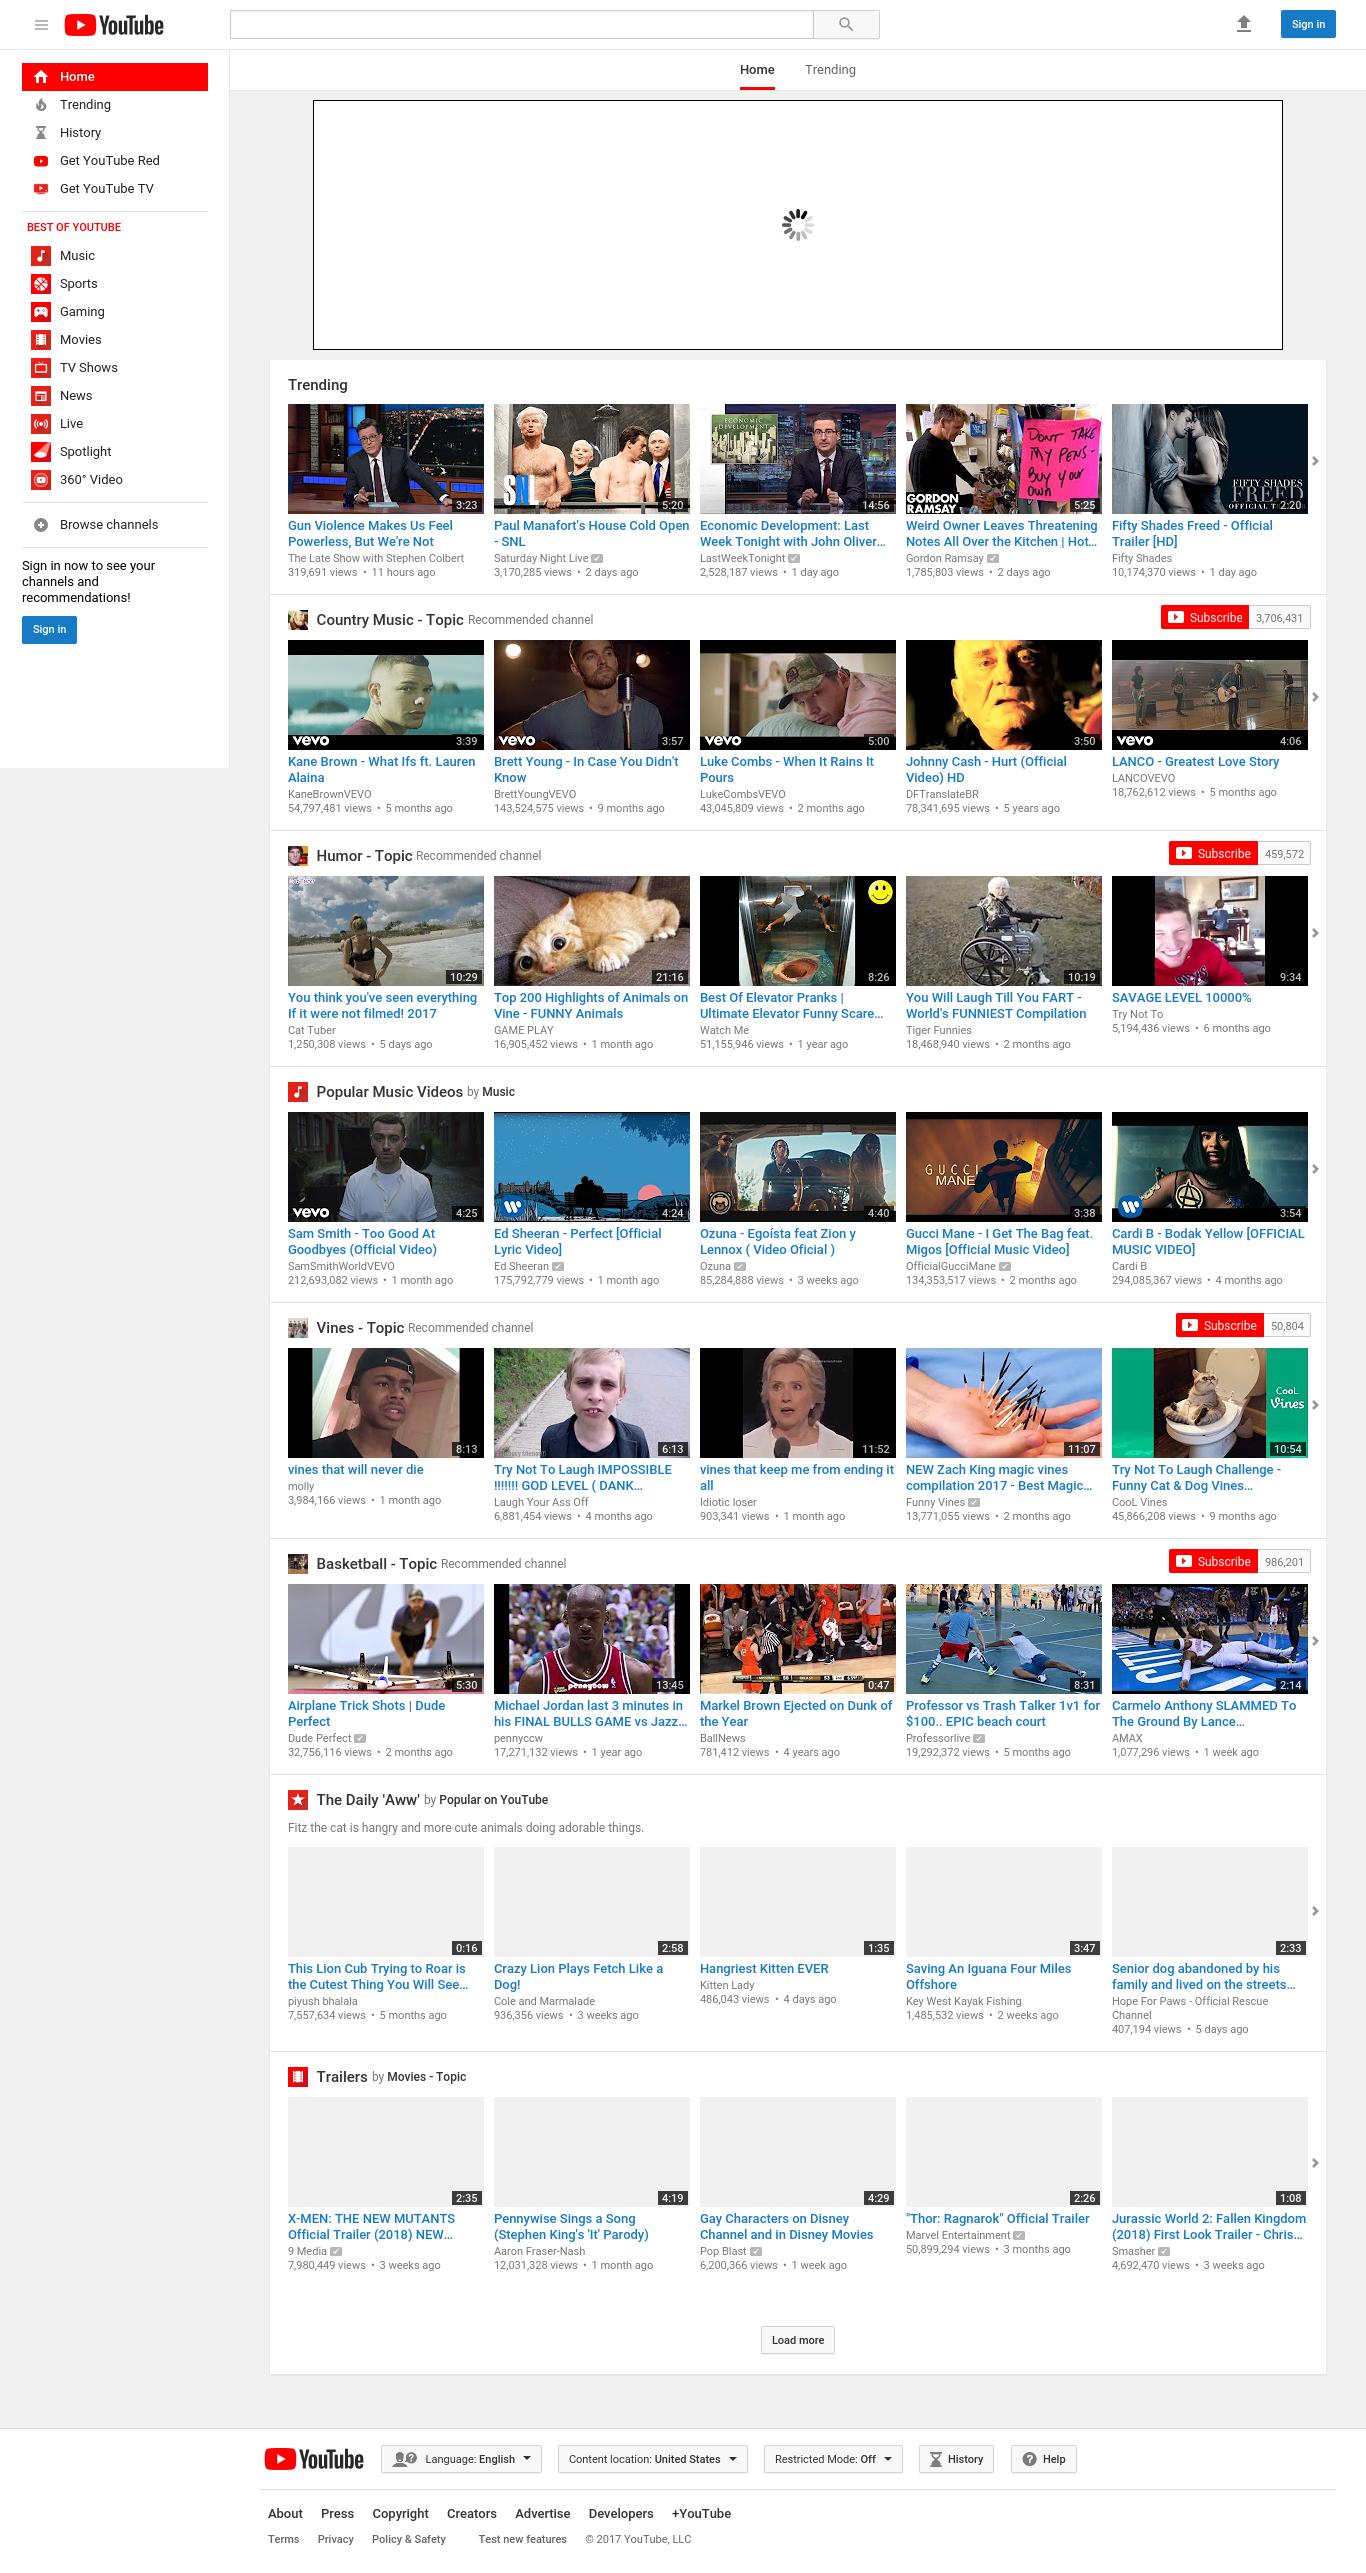 YouTube
Sign in
Home
Trending
Home
Trending
History
Get YouTube Red
Get YouTube TV
BEST OF YOUTUBE
Music
Sports
Gaming
Movies
TV Shows
News
Live
Spotlight
360° Video
Browse channels
Sign in now to see your
channels and
recommendations!
Sign in
Trending
3:23
SNL
5:20
ECONOMIC
DEVELOPMENT
14:56
DONT TAKE
MY PENS-
BUY YOUR
OWN
GORDON
RAMSAY
5:25
FIFTY SHADES
FREED
2:20
Gun Violence Makes Us Feel
Powerless, But We're Not
The Late Show with Stephen Colbert
319,691 views • 11 hours ago
Paul Manafort's House Cold Open
- SNL
Saturday Night Live
3,170,285 views • 2 days ago
Economic Development: Last
Week Tonight with John Oliver...
LastWeekTonight
2,528,187 views • 1 day ago
Weird Owner Leaves Threatening
Notes All Over the Kitchen | Hot...
Gordon Ramsay
1,785,803 views • 2 days ago
Fifty Shades Freed - Official
Trailer [HD]
Fifty Shades
10,174,370 views • 1 day ago
Country Music - Topic Recommended channel
Subscribe 3,706,431
vevo 3:39
vevo 3:57
vevo 5:00
3:50
vevo 4:06
Kane Brown - What Ifs ft. Lauren
Alaina
KaneBrownVEVO
54,797,481 views • 5 months ago
Brett Young - In Case You Didn't
Know
BrettYoungVEVO
143,524,575 views • 9 months ago
Luke Combs - When It Rains It
Pours
LukeCombsVEVO
43,045,809 views • 2 months ago
Johnny Cash - Hurt (Official
Video) HD
DFTranslateBR
78,341,695 views • 5 years ago
LANCO - Greatest Love Story
LANCOVEVO
18,762,612 views • 5 months ago
Humor - Topic Recommended channel
Subscribe 459,572
10:29
21:16
8:26
10:19
9:34
You think you've seen everything
If it were not filmed! 2017
Cat Tuber
1,250,308 views • 5 days ago
Top 200 Highlights of Animals on
Vine - FUNNY Animals
GAME PLAY
16,905,452 views • 1 month ago
Best Of Elevator Pranks |
Ultimate Elevator Funny Scare...
Watch Me
51,155,946 views • 1 year ago
You Will Laugh Till You FART -
World's FUNNIEST Compilation
Tiger Funnies
18,468,940 views • 2 months ago
SAVAGE LEVEL 10000%
Try Not To
5,194,436 views • 6 months ago
Popular Music Videos by Music
vevo 4:25
4:24
4:40
GUCCI
MANE
3:38
3:54
Sam Smith - Too Good At
Goodbyes (Official Video)
SamSmithWorldVEVO
212,693,082 views • 1 month ago
Ed Sheeran - Perfect [Official
Lyric Video]
Ed Sheeran
175,792,779 views • 1 month ago
Ozuna - Egoísta feat Zion y
Lennox ( Video Oficial )
Ozuna
85,284,888 views • 3 weeks ago
Gucci Mane - I Get The Bag feat.
Migos [Official Music Video]
OfficialGucciMane
134,353,517 views • 2 months ago
Cardi B - Bodak Yellow [OFFICIAL
MUSIC VIDEO]
Cardi B
294,085,367 views • 4 months ago
Vines - Topic Recommended channel
Subscribe 50,804
8:13
6:13
11:52
11:07
CooL
Vines
10:54
vines that will never die
molly
3,984,166 views • 1 month ago
Try Not To Laugh IMPOSSIBLE
!!!!!!! GOD LEVEL ( DANK...
Laugh Your Ass Off
6,881,454 views • 4 months ago
vines that keep me from ending it
all
Idiotic loser
903,341 views • 1 month ago
NEW Zach King magic vines
compilation 2017 - Best Magic...
Funny Vines
13,771,055 views • 2 months ago
Try Not To Laugh Challenge -
Funny Cat & Dog Vines...
CooL Vines
45,866,208 views • 9 months ago
Basketball - Topic Recommended channel
Subscribe 986,201
5:30
pennyccw 13:45
0:47
8:31
2:14
Airplane Trick Shots | Dude
Perfect
Dude Perfect
32,756,116 views • 2 months ago
Michael Jordan last 3 minutes in
his FINAL BULLS GAME vs Jazz...
pennyccw
17,271,132 views • 1 year ago
Markel Brown Ejected on Dunk of
the Year
BallNews
781,412 views • 4 years ago
Professor vs Trash Talker 1v1 for
$100.. EPIC beach court
Professorlive
19,292,372 views • 5 months ago
Carmelo Anthony SLAMMED To
The Ground By Lance...
AMAX
1,077,296 views • 1 week ago
The Daily 'Aww' by Popular on YouTube
Fitz the cat is hangry and more cute animals doing adorable things.
0:16
2:58
1:35
3:47
2:33
This Lion Cub Trying to Roar is
the Cutest Thing You Will See...
piyush bhalala
7,557,634 views • 5 months ago
Crazy Lion Plays Fetch Like a
Dog!
Cole and Marmalade
936,356 views • 3 weeks ago
Hangriest Kitten EVER
Kitten Lady
486,043 views • 4 days ago
Saving An Iguana Four Miles
Offshore
Key West Kayak Fishing
1,485,532 views • 2 weeks ago
Senior dog abandoned by his
family and lived on the streets...
Hope For Paws - Official Rescue
Channel
407,194 views • 5 days ago
Trailers by Movies - Topic
2:35
4:19
4:29
2:26
1:08
X-MEN: THE NEW MUTANTS
Official Trailer (2018) NEW...
9 Media
7,980,449 views • 3 weeks ago
Pennywise Sings a Song
(Stephen King's 'It' Parody)
Aaron Fraser-Nash
12,031,328 views • 1 month ago
Gay Characters on Disney
Channel and in Disney Movies
Pop Blast
6,200,366 views • 1 week ago
"Thor: Ragnarok" Official Trailer
Marvel Entertainment
50,899,294 views • 3 months ago
Jurassic World 2: Fallen Kingdom
(2018) First Look Trailer - Chris...
Smasher
4,692,470 views • 3 weeks ago
Load more
YouTube
Language: English
Content location: United States
Restricted Mode: Off
History
Help
About Press Copyright Creators Advertise Developers +YouTube
Terms Privacy Policy & Safety Test new features © 2017 YouTube, LLC